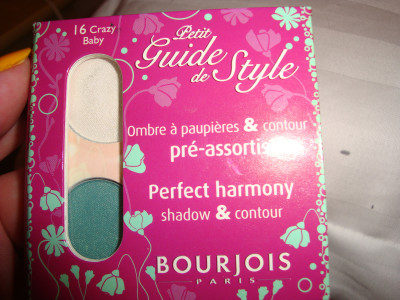 16 Crazy
Baby
Petit
Guide
de
Style
Ombre à paupières & contour
pré-assortis
Perfect harmony
shadow & contour
BOURJOIS
PARIS